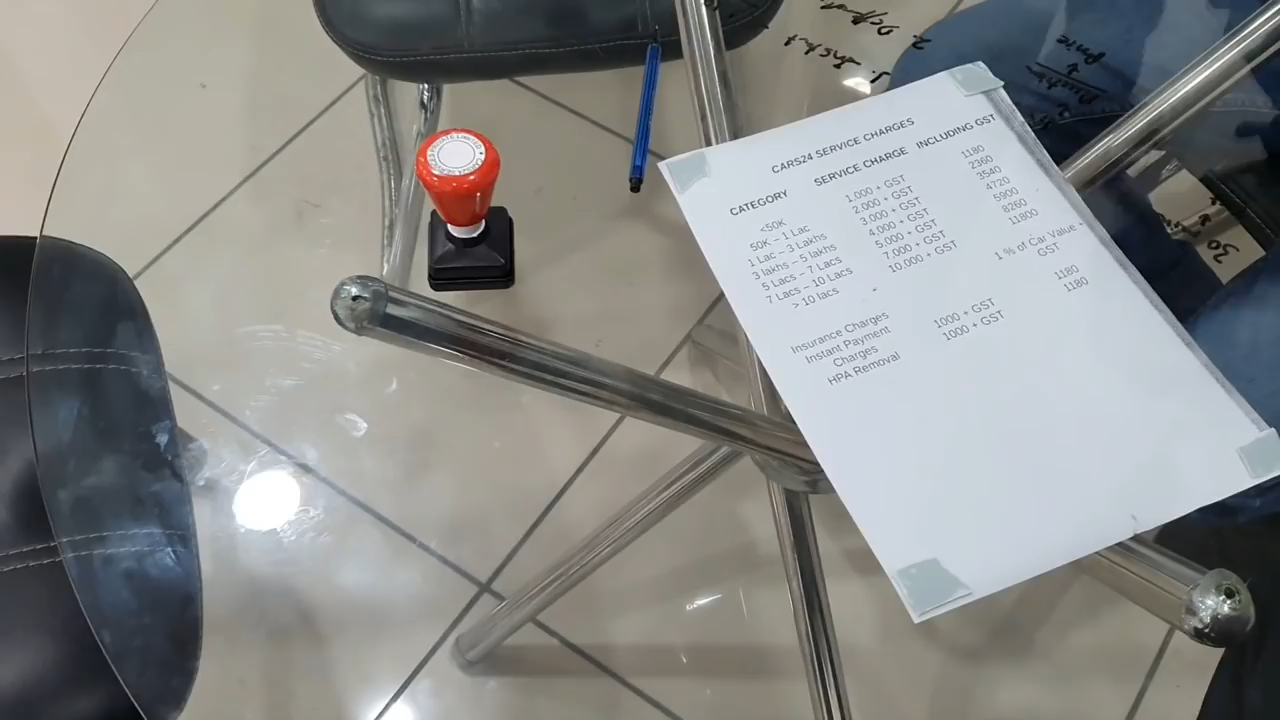 CARS24 SERVICE CHARGES
CATEGORY SERVICE CHARGE INCLUDING GST
<50K 1,000 + GST 1180
50K – 1 Lac 2,000 + GST 2360
1 Lac – 3 Lakhs 3,000 + GST 3540
3 lakhs – 5 lakhs 4,000 + GST 4720
5 Lacs – 7 Lacs 5,000 + GST 5900
7 Lacs – 10 Lacs 7,000 + GST 8260
> 10 lacs 10,000 + GST 11800
Insurance Charges - 1 % of Car Value - GST
Instant Payment Charges 1000 + GST 1180
HPA Removal 1000 + GST 1180
PRIVATE LIMITED
30